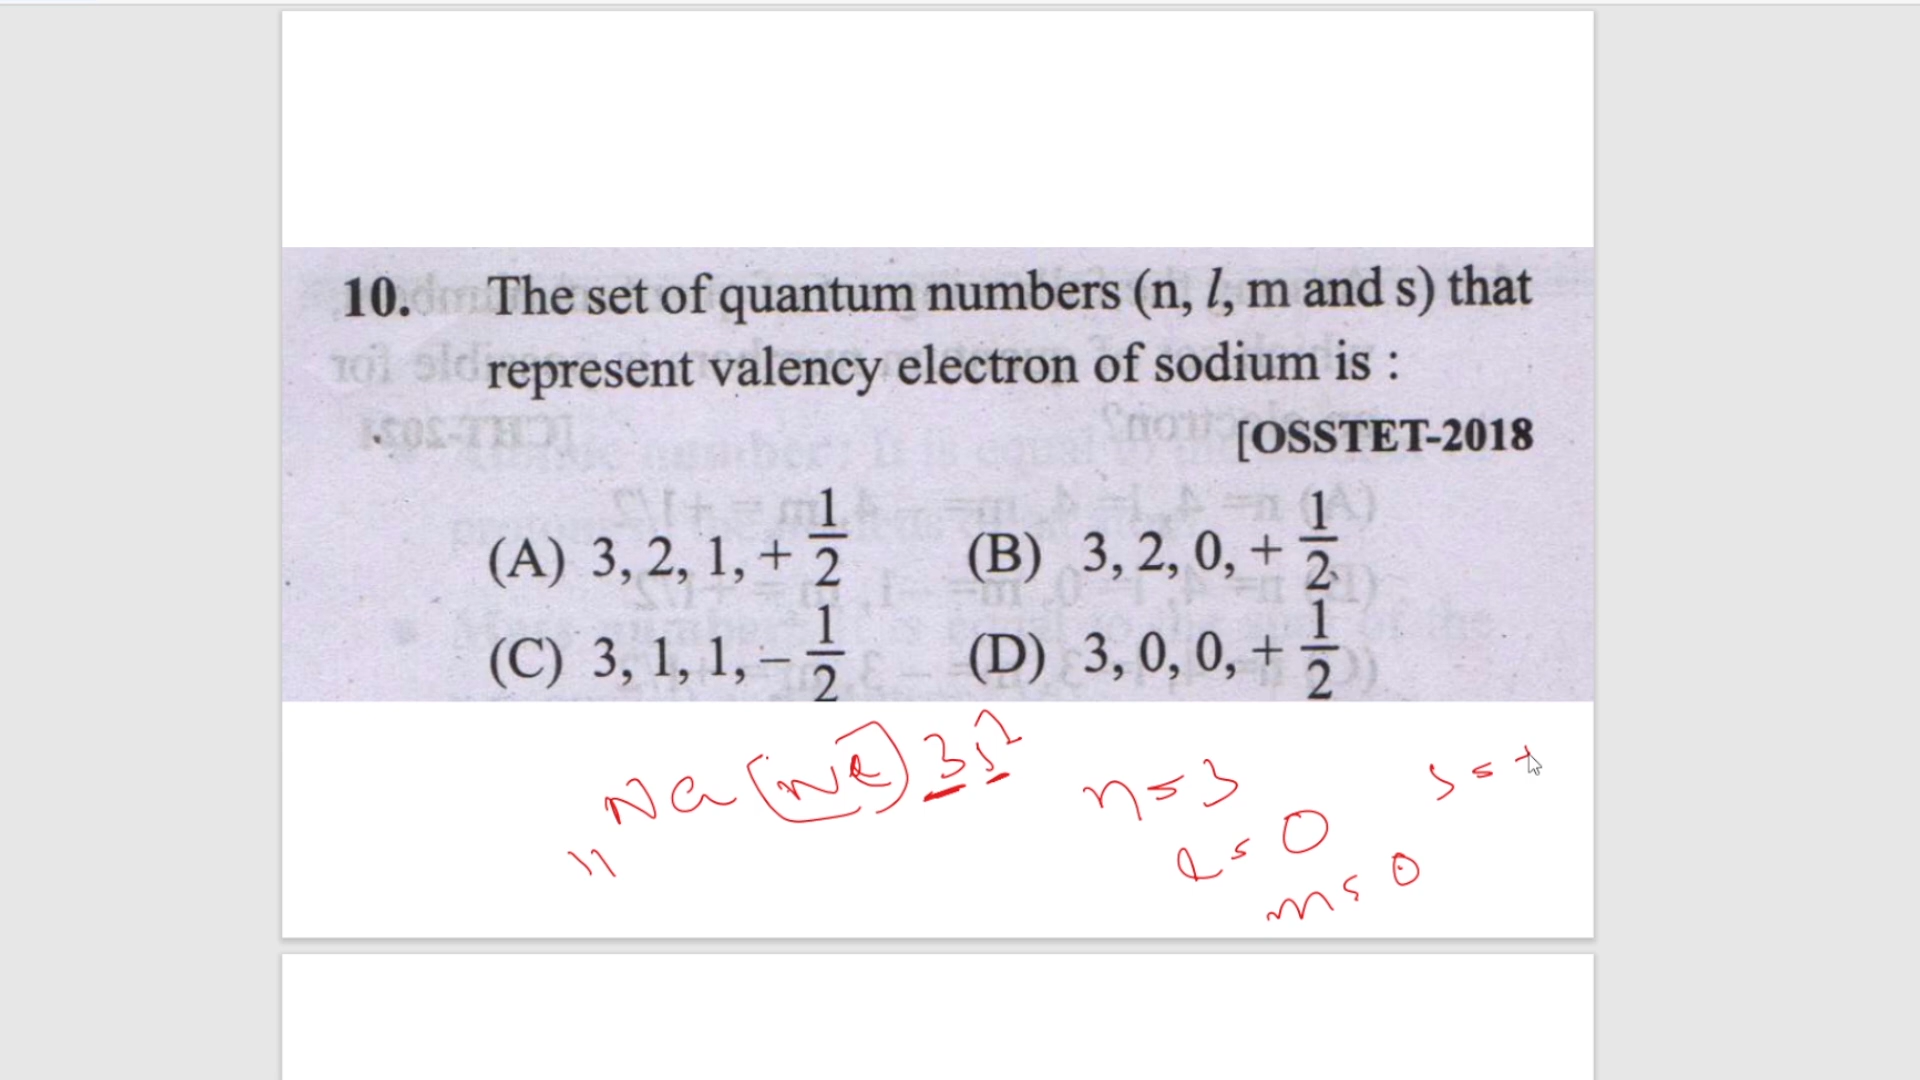 10. The set of quantum numbers (n, l, m and s) that
represent valency electron of sodium is :
[OSSTET-2018
(A) 3, 2, 1, + 1/2 (B) 3, 2, 0, + 1/2
(C) 3, 1, 1, – 1/2 (D) 3, 0, 0, + 1/2
11Na (Ne) 3s1
n = 3
s = +
l = 0
m = 0